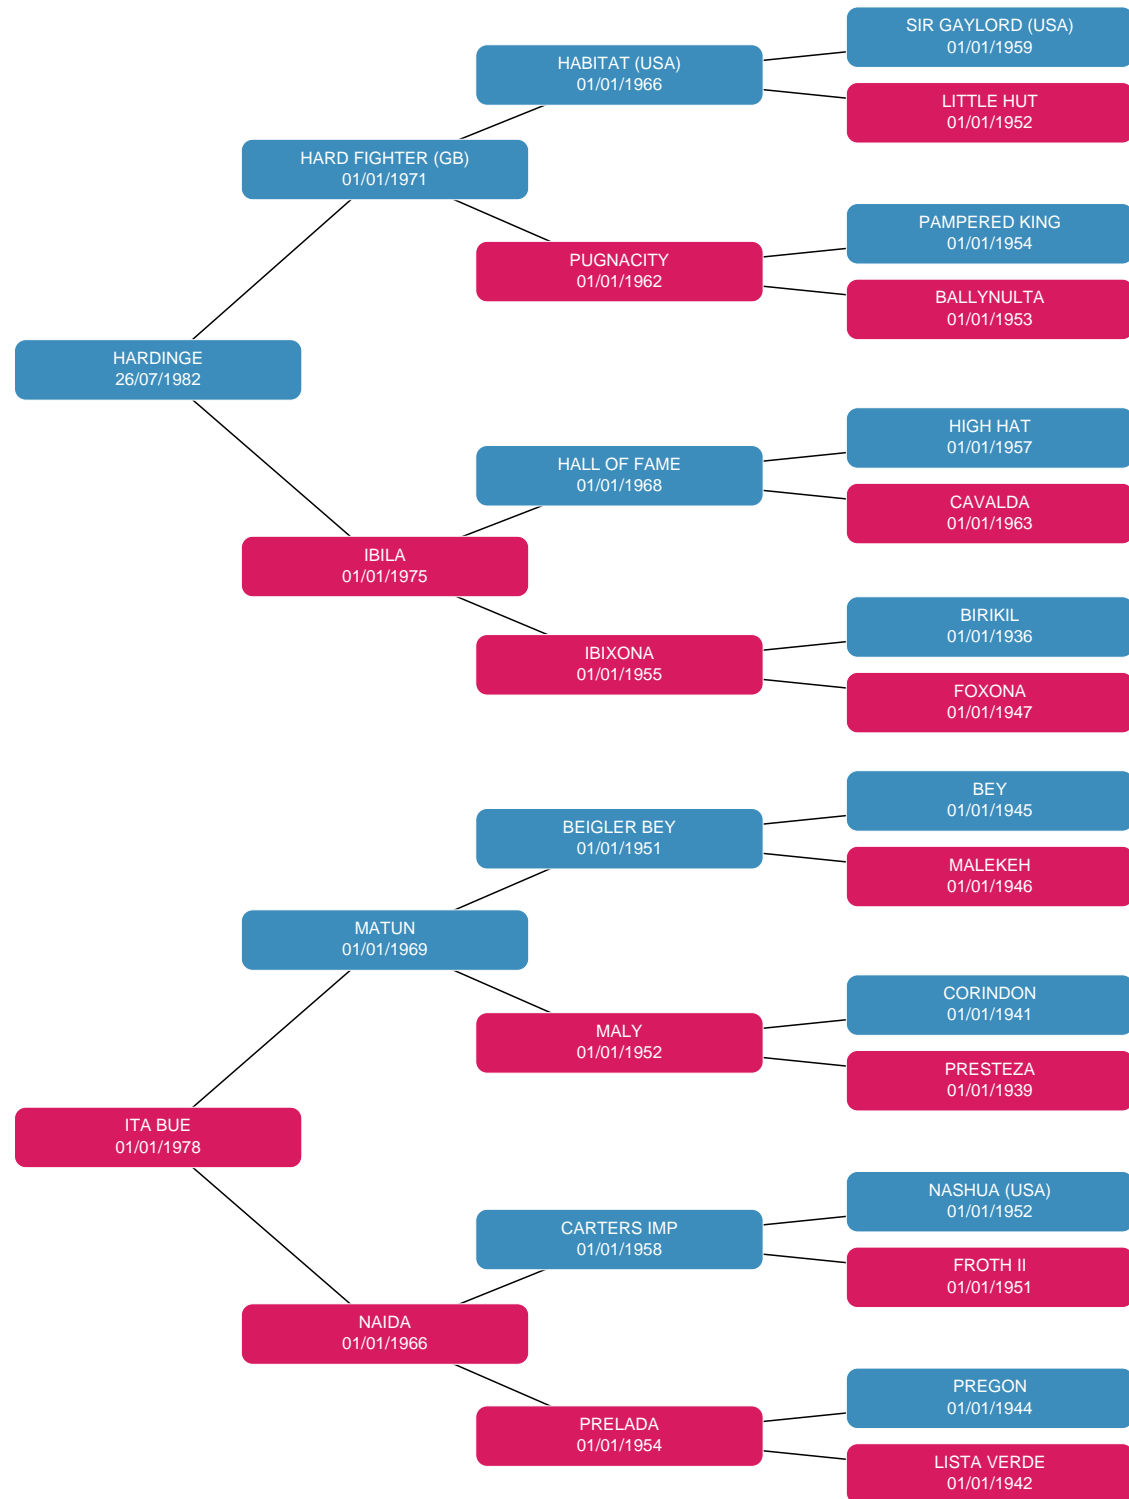 SIR GAYLORD (USA)
01/01/1959
HABITAT (USA)
01/01/1966
LITTLE HUT
01/01/1952
HARD FIGHTER (GB)
01/01/1971
PAMPERED KING
01/01/1954
PUGNACITY
01/01/1962
BALLYNULTA
01/01/1953
HARDINGE
26/07/1982
HIGH HAT
01/01/1957
HALL OF FAME
01/01/1968
CAVALDA
01/01/1963
IBILA
01/01/1975
BIRIKIL
01/01/1936
IBIXONA
01/01/1955
FOXONA
01/01/1947
BEY
01/01/1945
BEIGLER BEY
01/01/1951
MALEKEH
01/01/1946
MATUN
01/01/1969
CORINDON
01/01/1941
MALY
01/01/1952
PRESTEZA
01/01/1939
ITA BUE
01/01/1978
NASHUA (USA)
01/01/1952
CARTERS IMP
01/01/1958
FROTH II
01/01/1951
NAIDA
01/01/1966
PREGON
01/01/1944
PRELADA
01/01/1954
LISTA VERDE
01/01/1942